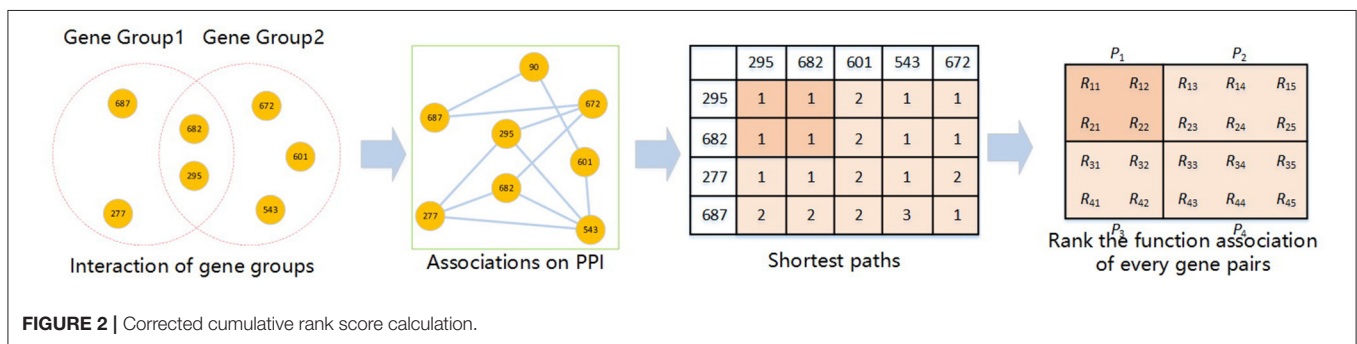 Gene Group1 Gene Group2
687
682
672
295
601
277
543
Interaction of gene groups
90
687
672
295
601
682
277
543
Associations on PPI
295 682 601 543 672
295 1 1 2 1 1
682 1 1 2 1 1
277 1 1 2 1 2
687 2 2 2 3 1
Shortest paths
P1 P2
R11 R12 R13 R14 R15
R21 R22 R23 R24 R25
R31 R32 R33 R34 R35
R41 R42 R43 R44 R45
P3 P4
Rank the function association
of every gene pairs
FIGURE 2 | Corrected cumulative rank score calculation.